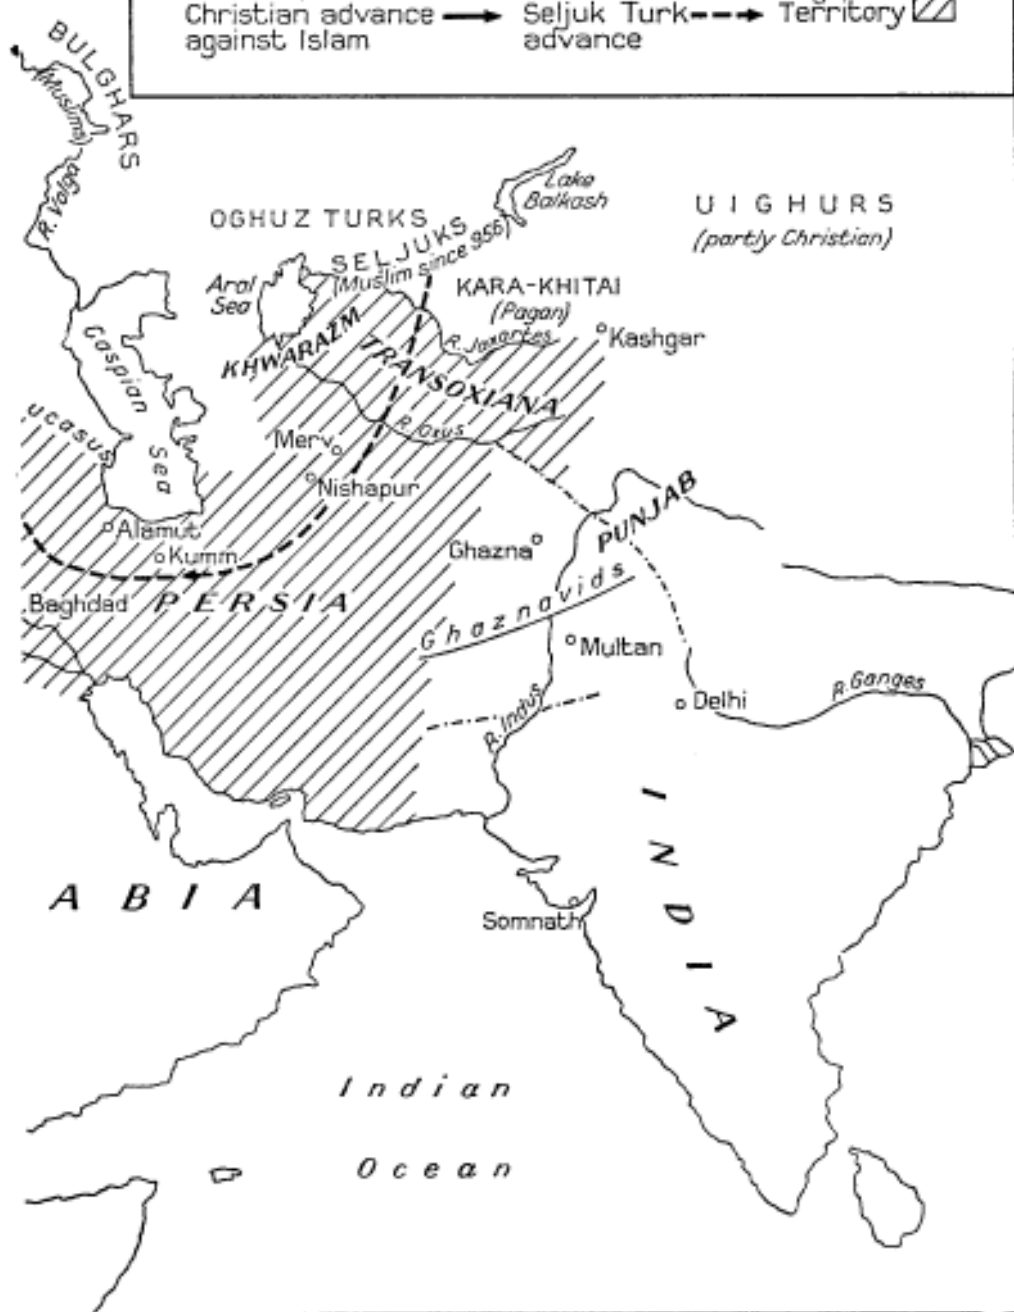 Christian advance
against Islam
Seljuk Turk
advance
Territory
BULGHARS
(Muslims)
R. Volga
OGHUZ TURKS
SELJUKS
(Muslim since 956)
Lake
Balkash
UIGHURS
(partly Christian)
Aral
Sea
KARA-KHITAI
(Pagan)
R. Jaxartes
Kashgar
KHWARAZM
TRANSOXIANA
Caspian
Sea
ucasus
R. Oxus
Merv
Nishapur
Alamut
Kumm
Ghazna
PUNJAB
Baghdad
PERSIA
Ghaznavids
Multan
R. Indus
Delhi
R. Ganges
INDIA
ABIA
Somnath
Indian
Ocean